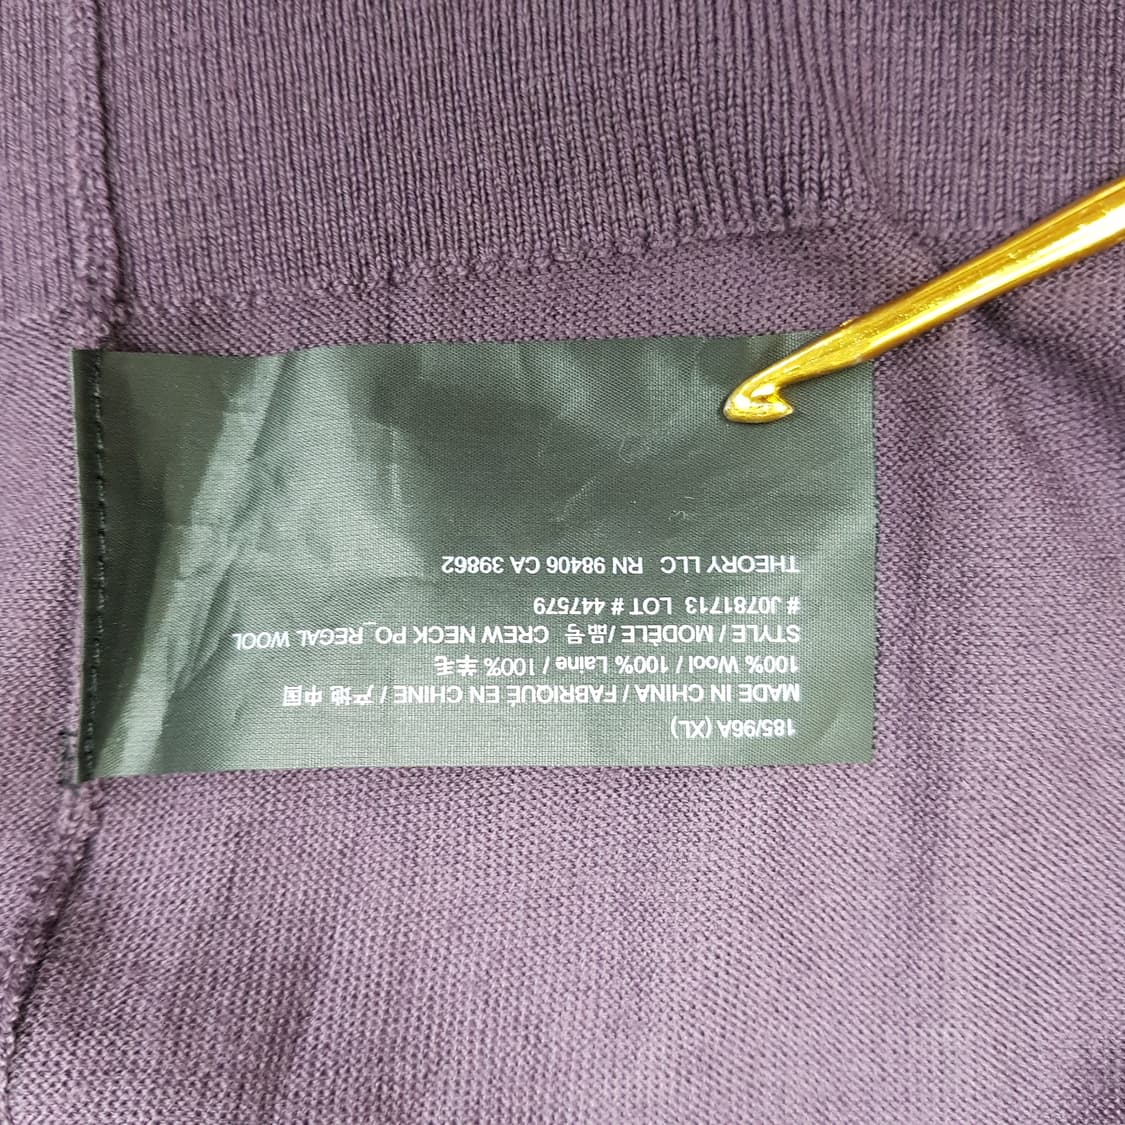 185/96A (XL)
MADE IN CHINA / FABRIQUÉ EN CHINE / 产地 中国
100% Wool / 100% Laine / 100% 羊毛
STYLE / MODÈLE / 品号 CREW NECK PO_REGAL WOOL
# J0781713 LOT # 447579
THEORY LLC RN 98406 CA 39862